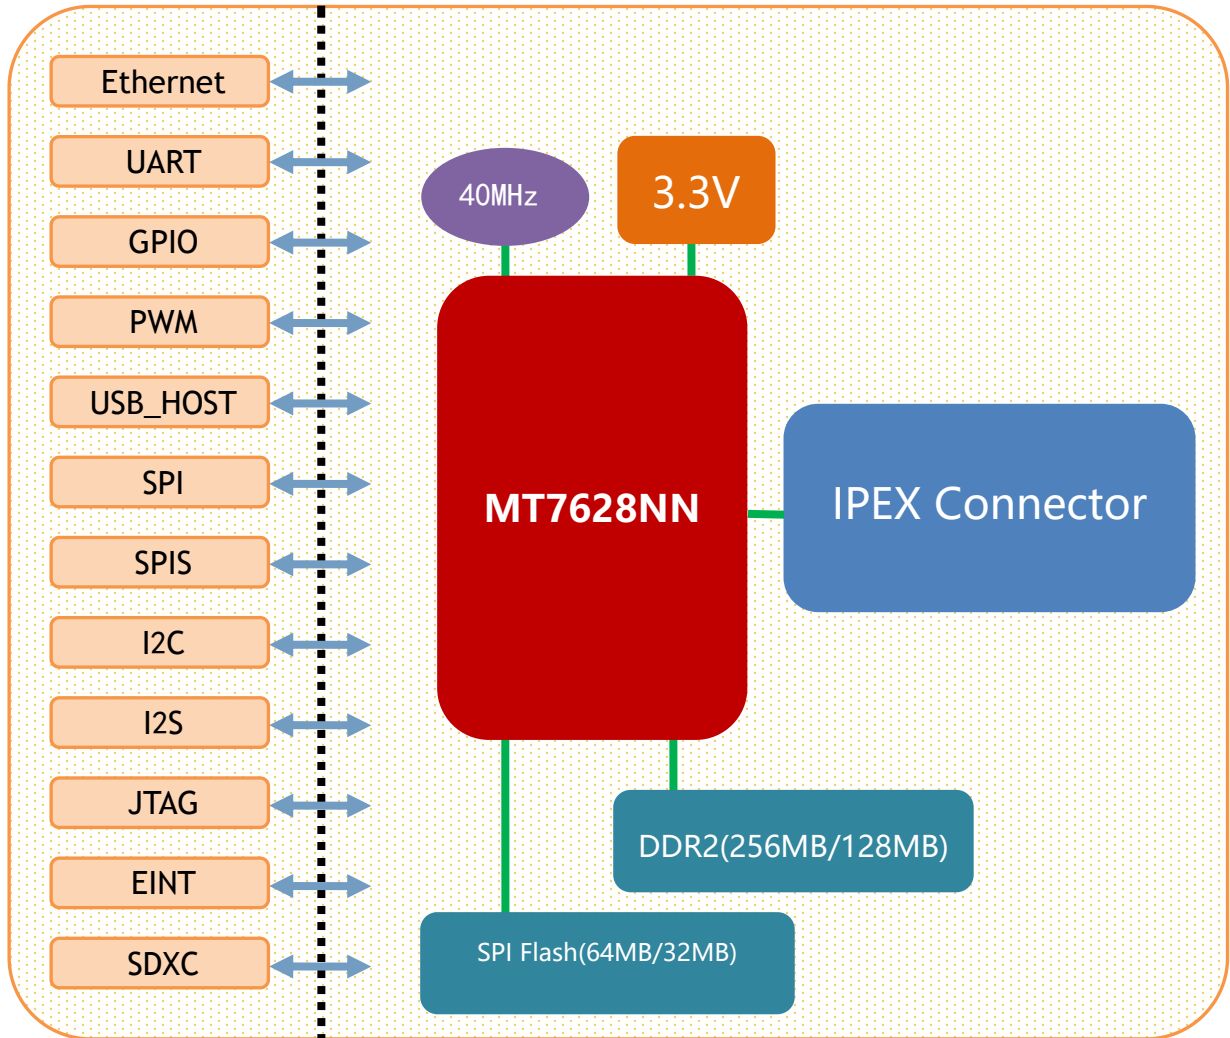 Ethernet
UART
GPIO
PWM
USB_HOST
SPI
SPIS
I2C
I2S
JTAG
EINT
SDXC
40MHz
3.3V
MT7628NN
IPEX Connector
DDR2(256MB/128MB)
SPI Flash(64MB/32MB)